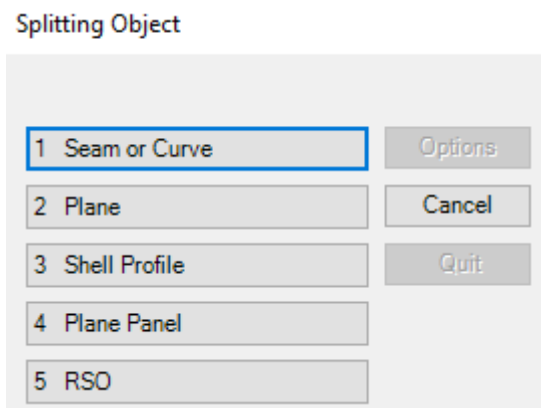 Splitting Object
1 Seam or Curve
Options
2 Plane
Cancel
3 Shell Profile
Quit
4 Plane Panel
5 RSO